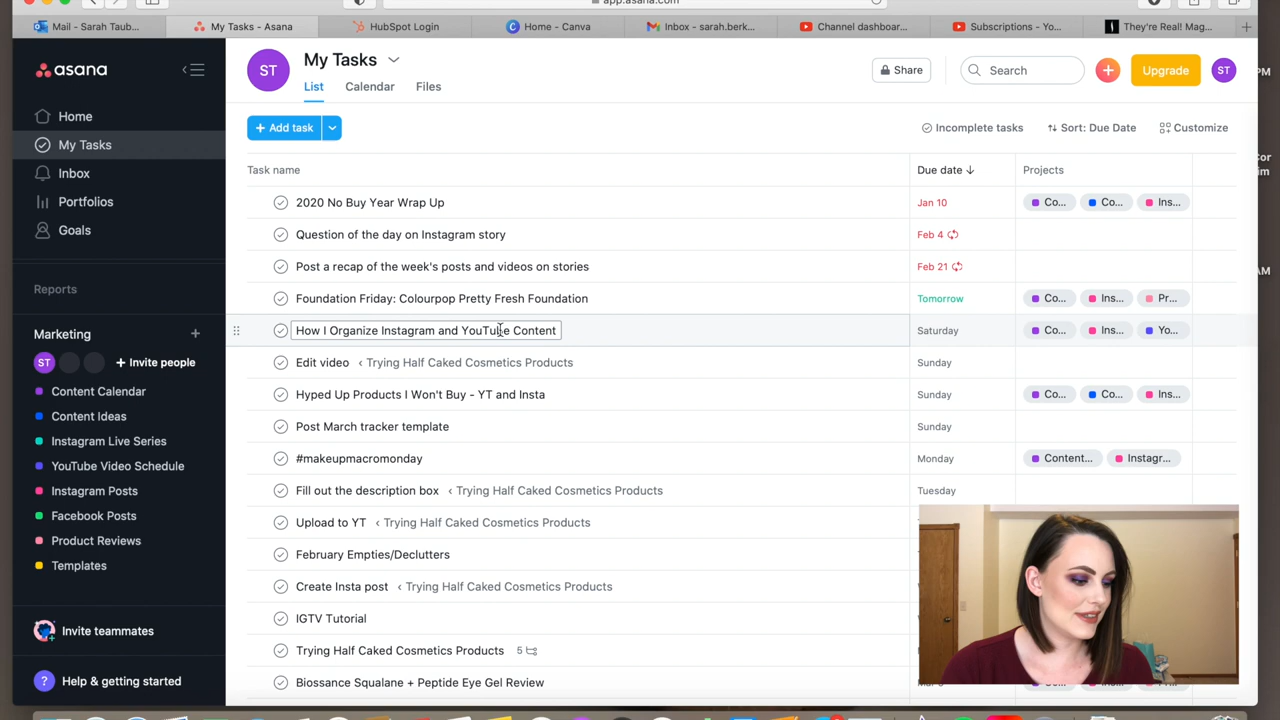 app.asana.com
Mail - Sarah Taub...
My Tasks - Asana
HubSpot Login
Home - Canva
Inbox - sarah.berk...
Channel dashboar...
Subscriptions - Yo...
They're Real! Mag...
asana
Home
My Tasks
Inbox
Portfolios
Goals
Reports
Marketing
ST
Invite people
Content Calendar
Content Ideas
Instagram Live Series
YouTube Video Schedule
Instagram Posts
Facebook Posts
Product Reviews
Templates
Invite teammates
? Help & getting started
ST
My Tasks
List Calendar Files
Share
Search
Upgrade
ST
+ Add task
Incomplete tasks
Sort: Due Date
Customize
Task name Due date ↓ Projects
2020 No Buy Year Wrap Up Jan 10 Co... Co... Ins...
Question of the day on Instagram story Feb 4
Post a recap of the week's posts and videos on stories Feb 21
Foundation Friday: Colourpop Pretty Fresh Foundation Tomorrow Co... Ins... Pr...
How I Organize Instagram and YouTube Content Saturday Co... Ins... Yo...
Edit video ‹ Trying Half Caked Cosmetics Products Sunday
Hyped Up Products I Won't Buy - YT and Insta Sunday Co... Co... Ins...
Post March tracker template Sunday
#makeupmacromonday Monday Content... Instagr...
Fill out the description box ‹ Trying Half Caked Cosmetics Products Tuesday
Upload to YT ‹ Trying Half Caked Cosmetics Products
February Empties/Declutters
Create Insta post ‹ Trying Half Caked Cosmetics Products
IGTV Tutorial
Trying Half Caked Cosmetics Products 5
Biossance Squalane + Peptide Eye Gel Review
PM
Cor
im
AM